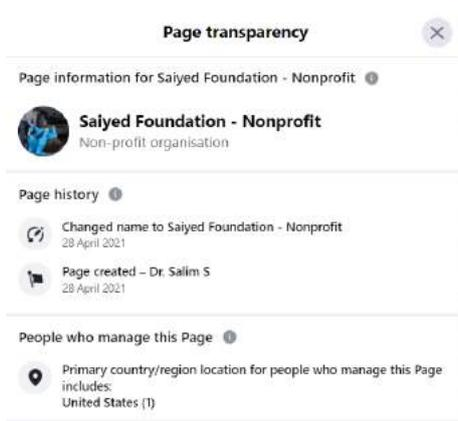 Page transparency
Page information for Saiyed Foundation - Nonprofit
Saiyed Foundation - Nonprofit
Non-profit organisation
Page history
Changed name to Saiyed Foundation - Nonprofit
28 April 2021
Page created – Dr. Salim S
28 April 2021
People who manage this Page
Primary country/region location for people who manage this Page
includes:
United States (1)